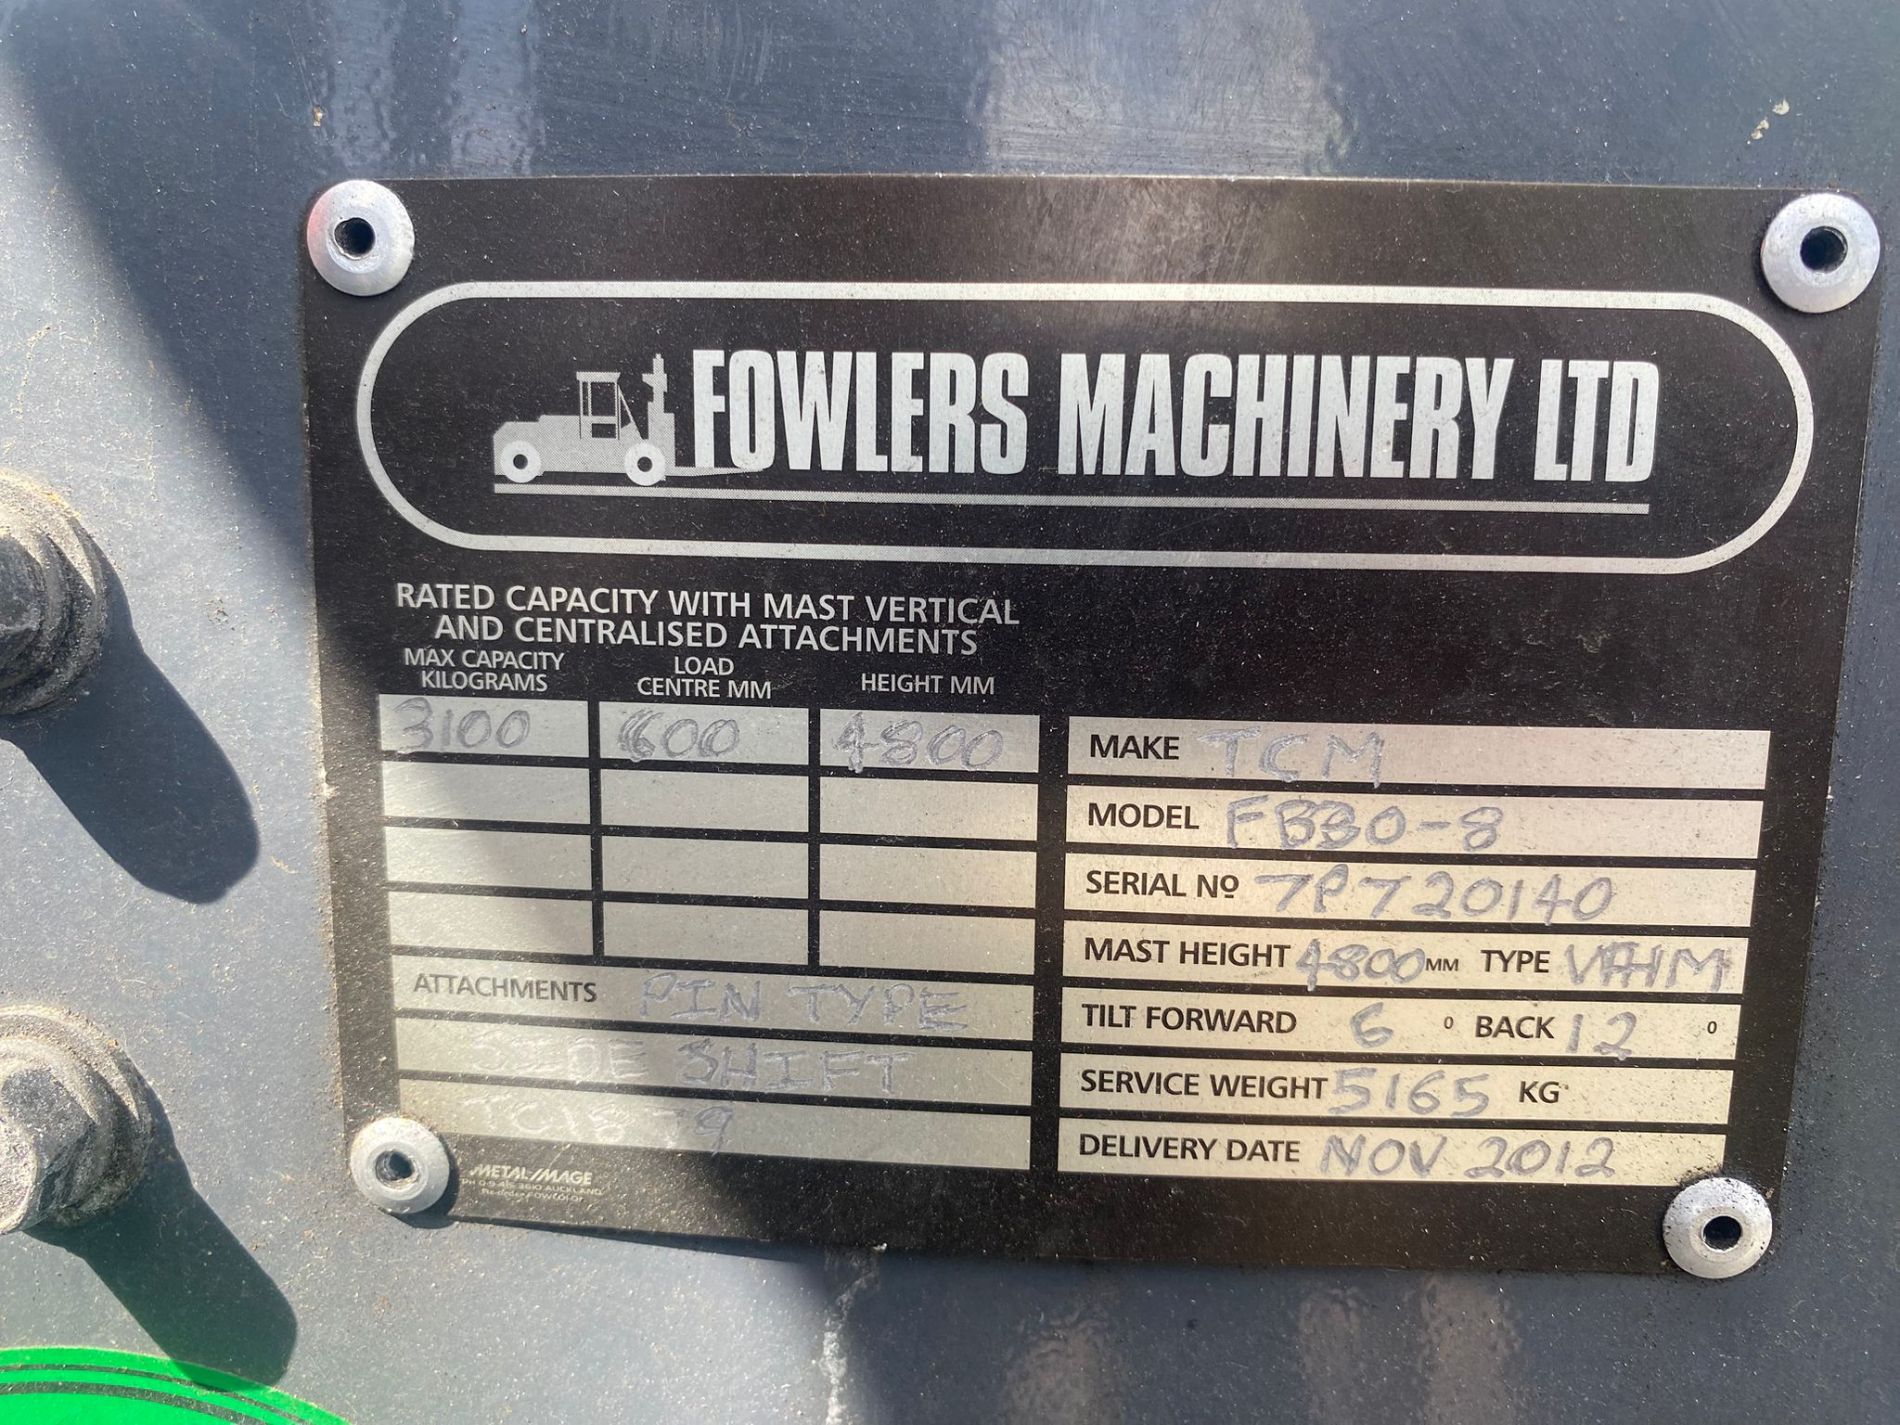 FOWLERS MACHINERY LTD
RATED CAPACITY WITH MAST VERTICAL
AND CENTRALISED ATTACHMENTS
MAX CAPACITY KILOGRAMS
LOAD CENTRE MM
HEIGHT MM
3100 600 4800
ATTACHMENTS PIN TYPE
SIDE SHIFT
MAKE TCM
MODEL FB30-8
SERIAL Nº 7P720140
MAST HEIGHT 4800 MM TYPE
TILT FORWARD 6 º BACK 12 º
SERVICE WEIGHT 5165 KG
DELIVERY DATE NOV 2012
METAL IMAGE
AUCKLAND